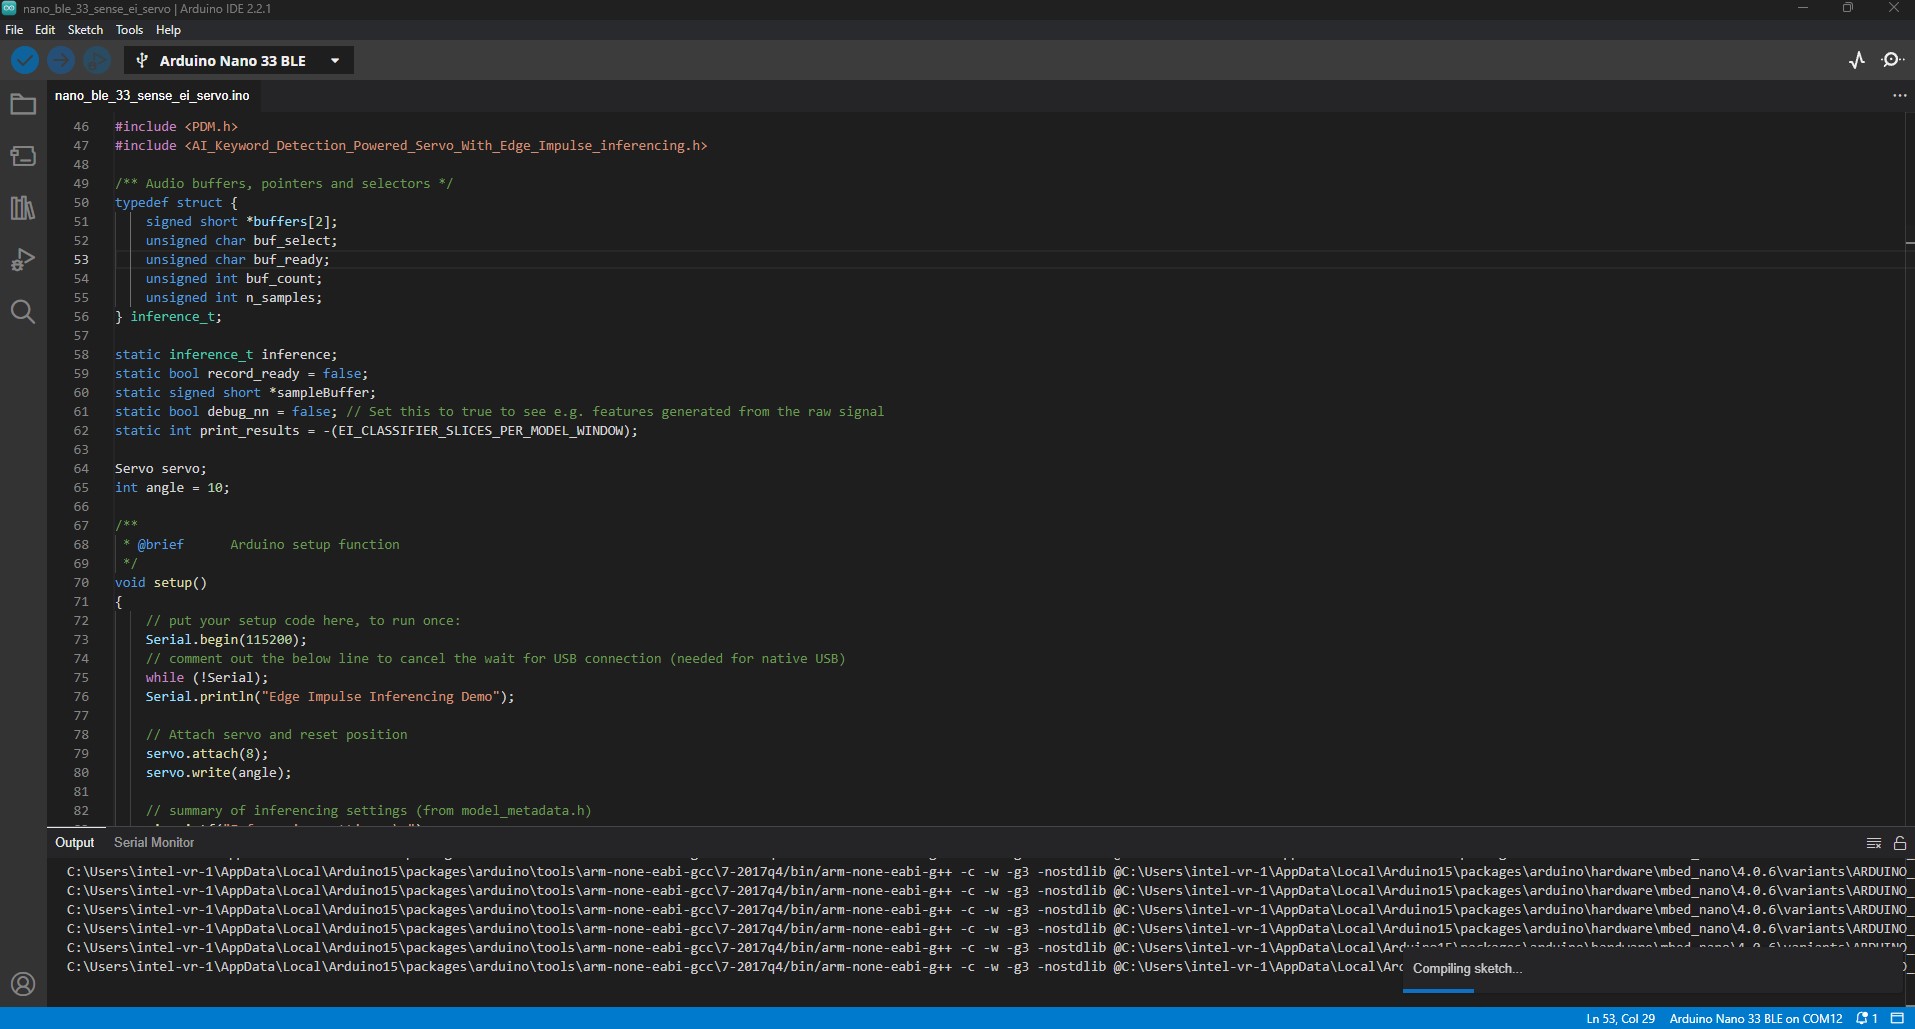 nano_ble_33_sense_ei_servo | Arduino IDE 2.2.1
File Edit Sketch Tools Help
Arduino Nano 33 BLE
nano_ble_33_sense_ei_servo.ino
46 #include <PDM.h>
47 #include <AI_Keyword_Detection_Powered_Servo_With_Edge_Impulse_inferencing.h>
48
49 /** Audio buffers, pointers and selectors */
50 typedef struct {
51 signed short *buffers[2];
52 unsigned char buf_select;
53 unsigned char buf_ready;
54 unsigned int buf_count;
55 unsigned int n_samples;
56 } inference_t;
57
58 static inference_t inference;
59 static bool record_ready = false;
60 static signed short *sampleBuffer;
61 static bool debug_nn = false; // Set this to true to see e.g. features generated from the raw signal
62 static int print_results = -(EI_CLASSIFIER_SLICES_PER_MODEL_WINDOW);
63
64 Servo servo;
65 int angle = 10;
66
67 /**
68 * @brief Arduino setup function
69 */
70 void setup()
71 {
72 // put your setup code here, to run once:
73 Serial.begin(115200);
74 // comment out the below line to cancel the wait for USB connection (needed for native USB)
75 while (!Serial);
76 Serial.println("Edge Impulse Inferencing Demo");
77
78 // Attach servo and reset position
79 servo.attach(8);
80 servo.write(angle);
81
82 // summary of inferencing settings (from model_metadata.h)
Output Serial Monitor
C:\Users\intel-vr-1\AppData\Local\Arduino15\packages\arduino\tools\arm-none-eabi-gcc\7-2017q4/bin/arm-none-eabi-g++ -c -w -g3 -nostdlib @C:\Users\intel-vr-1\AppData\Local\Arduino15\packages\arduino\hardware\mbed_nano\4.0.6\variants\ARDUINO_
C:\Users\intel-vr-1\AppData\Local\Arduino15\packages\arduino\tools\arm-none-eabi-gcc\7-2017q4/bin/arm-none-eabi-g++ -c -w -g3 -nostdlib @C:\Users\intel-vr-1\AppData\Local\Arduino15\packages\arduino\hardware\mbed_nano\4.0.6\variants\ARDUINO_
C:\Users\intel-vr-1\AppData\Local\Arduino15\packages\arduino\tools\arm-none-eabi-gcc\7-2017q4/bin/arm-none-eabi-g++ -c -w -g3 -nostdlib @C:\Users\intel-vr-1\AppData\Local\Arduino15\packages\arduino\hardware\mbed_nano\4.0.6\variants\ARDUINO_
C:\Users\intel-vr-1\AppData\Local\Arduino15\packages\arduino\tools\arm-none-eabi-gcc\7-2017q4/bin/arm-none-eabi-g++ -c -w -g3 -nostdlib @C:\Users\intel-vr-1\AppData\Local\Arduino15\packages\arduino\hardware\mbed_nano\4.0.6\variants\ARDUINO_
C:\Users\intel-vr-1\AppData\Local\Arduino15\packages\arduino\tools\arm-none-eabi-gcc\7-2017q4/bin/arm-none-eabi-g++ -c -w -g3 -nostdlib @C:\Users\intel-vr-1\AppData\Local\Ard
C:\Users\intel-vr-1\AppData\Local\Arduino15\packages\arduino\tools\arm-none-eabi-gcc\7-2017q4/bin/arm-none-eabi-g++ -c -w -g3 -nostdlib @C:\Users\intel-vr-1\AppData\Local\Ar
Compiling sketch...
Ln 53, Col 29 Arduino Nano 33 BLE on COM12 1